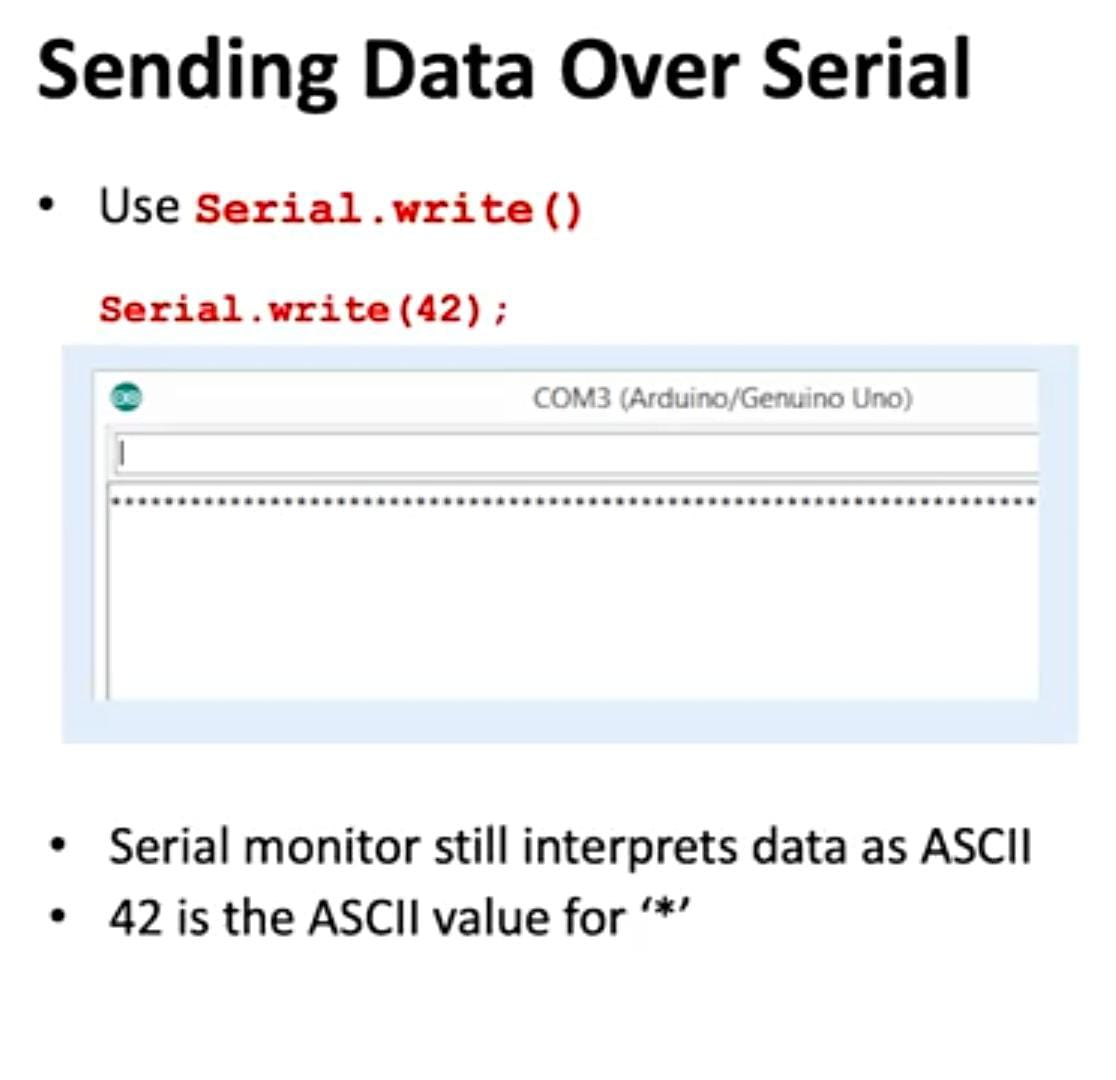 Sending Data Over Serial
• Use Serial.write()
Serial.write(42);
COM3 (Arduino/Genuino Uno)
***********************************************************************
• Serial monitor still interprets data as ASCII
• 42 is the ASCII value for ‘*’